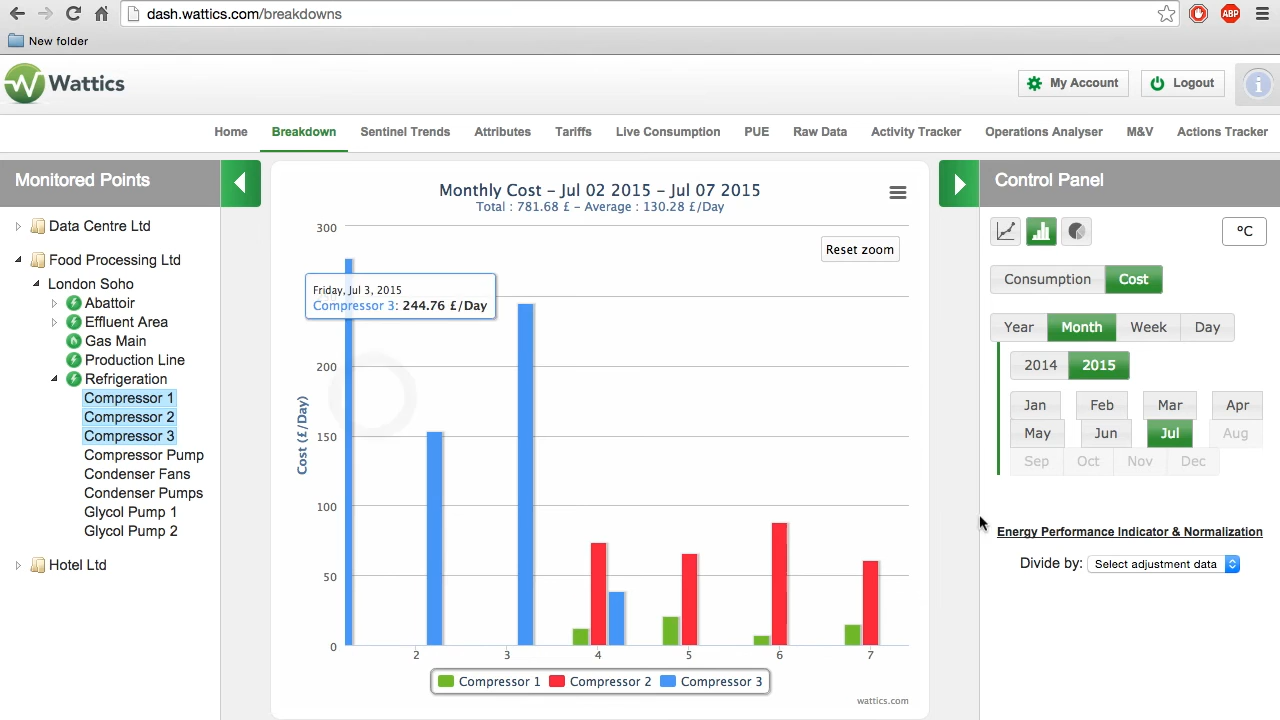 dash.wattics.com/breakdowns
ABP
New folder
Wattics
My Account
Logout
i
Home
Breakdown
Sentinel Trends
Attributes
Tariffs
Live Consumption
PUE
Raw Data
Activity Tracker
Operations Analyser
M&V
Actions Tracker
Monitored Points
Data Centre Ltd
Food Processing Ltd
London Soho
Abattoir
Effluent Area
Gas Main
Production Line
Refrigeration
Compressor 1
Compressor 2
Compressor 3
Compressor Pump
Condenser Fans
Condenser Pumps
Glycol Pump 1
Glycol Pump 2
Hotel Ltd
Monthly Cost – Jul 02 2015 – Jul 07 2015
Total : 781.68 £ – Average : 130.28 £/Day
Reset zoom
Friday, Jul 3, 2015
Compressor 3: 244.76 £/Day
Cost (£/Day)
300
200
150
100
50
0
2
3
4
5
6
7
Compressor 1
Compressor 2
Compressor 3
wattics.com
Control Panel
°C
Consumption
Cost
Year
Month
Week
Day
2014
2015
Jan
Feb
Mar
Apr
May
Jun
Jul
Aug
Sep
Oct
Nov
Dec
Energy Performance Indicator & Normalization
Divide by:
Select adjustment data